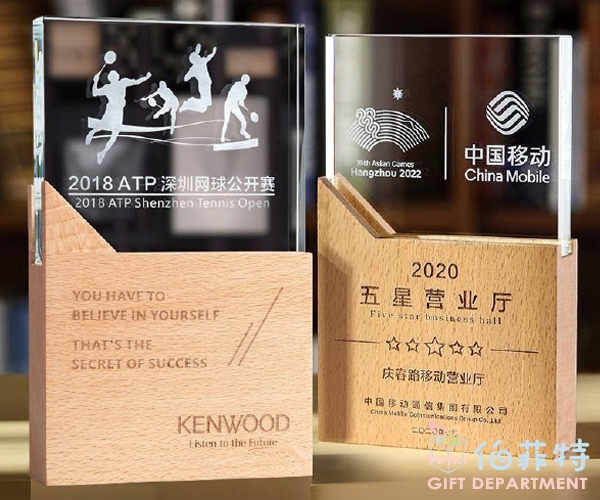 2018 ATP 深圳网球公开赛
2018 ATP Shenzhen Tennis Open
YOU HAVE TO
BELIEVE IN YOURSELF
THAT'S THE
SECRET OF SUCCESS
KENWOOD
Listen to the Future
19th Asian Games
Hangzhou 2022
中国移动
China Mobile
2020
五星营业厅
Five star business hall
庆春路移动营业厅
中国移动通信集团有限公司
China Mobile Communications Group Co.,Ltd
伯菲特
GIFT DEPARTMENT